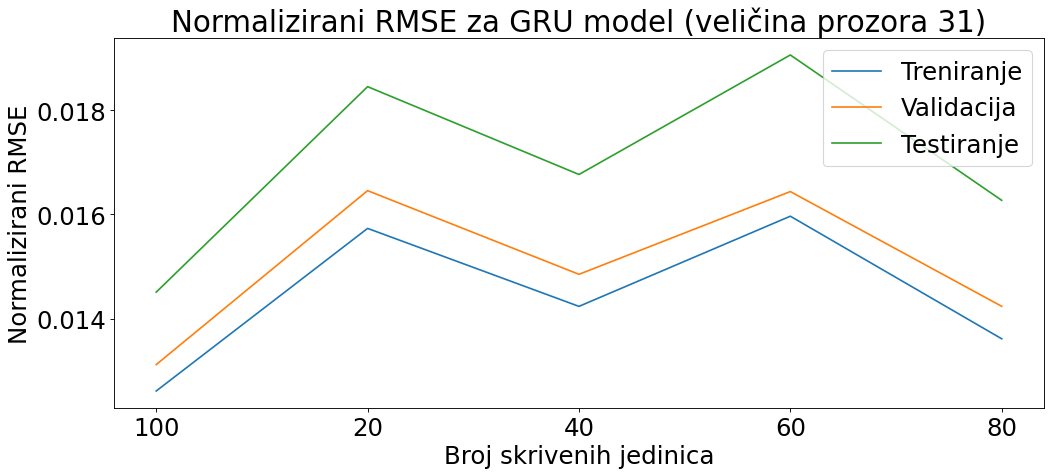 Normalizirani RMSE za GRU model (veličina prozora 31)
Treniranje
Validacija
Testiranje
Normalizirani RMSE
0.018
0.016
0.014
100 20 40 60 80
Broj skrivenih jedinica